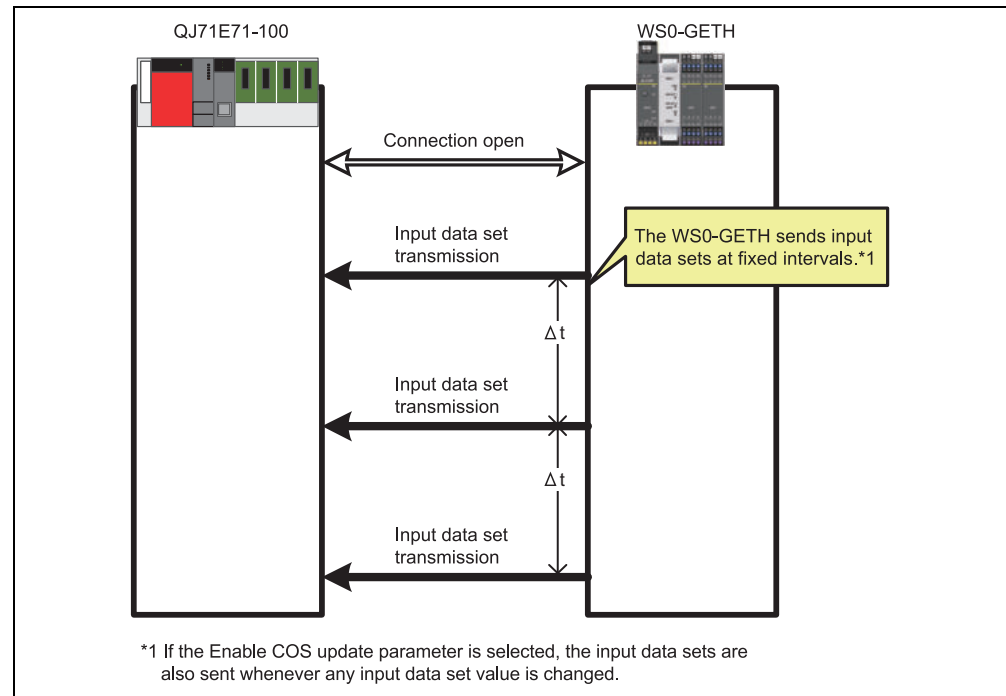 QJ71E71-100
WS0-GETH
Connection open
The WS0-GETH sends input
data sets at fixed intervals.*1
Input data set
transmission
Δt
Input data set
transmission
Δt
Input data set
transmission
*1 If the Enable COS update parameter is selected, the input data sets are
also sent whenever any input data set value is changed.